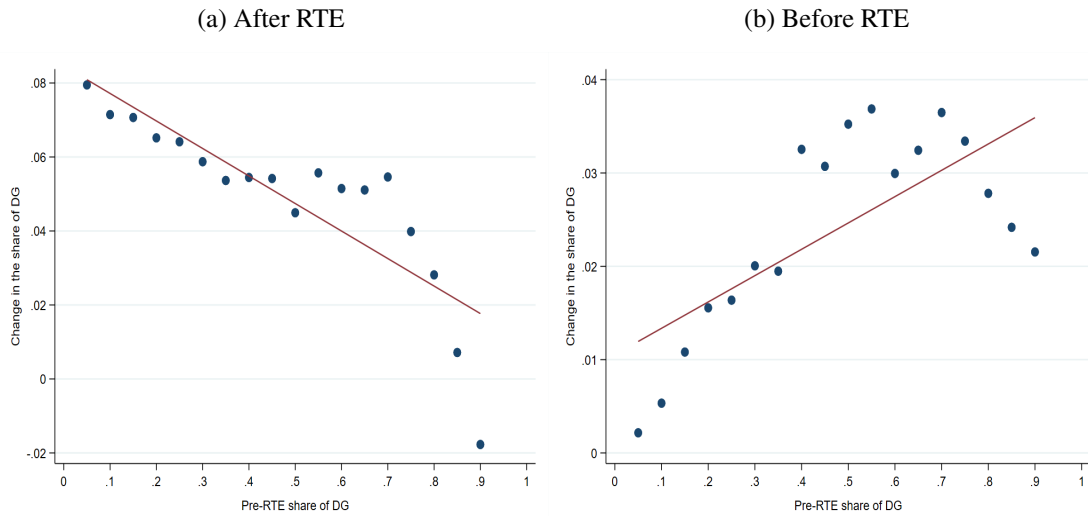 (a) After RTE
Change in the share of DG
.08
.06
.04
.02
0
-.02
0 .1 .2 .3 .4 .5 .6 .7 .8 .9 1
Pre-RTE share of DG
(b) Before RTE
Change in the share of DG
.04
.03
.02
.01
0
0 .1 .2 .3 .4 .5 .6 .7 .8 .9 1
Pre-RTE share of DG